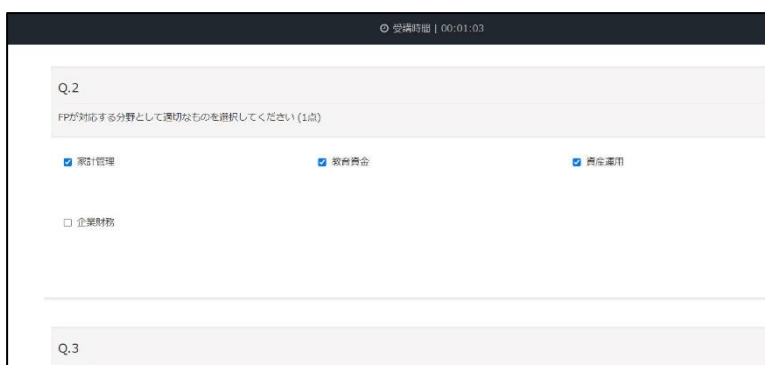 受講時間 | 00:01:03
Q.2
FPが対応する分野として適切なものを選択してください (1点)
家計管理 教育資金 資産運用
企業財務
Q.3